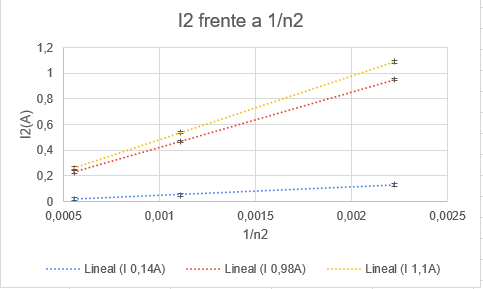 I2 frente a 1/n2
1,2
1
0,8
0,6
0,4
0,2
0
I2(A)
0,0005 0,001 0,0015 0,002 0,0025
1/n2
Lineal (I 0,14A) Lineal (I 0,98A) Lineal (I 1,1A)